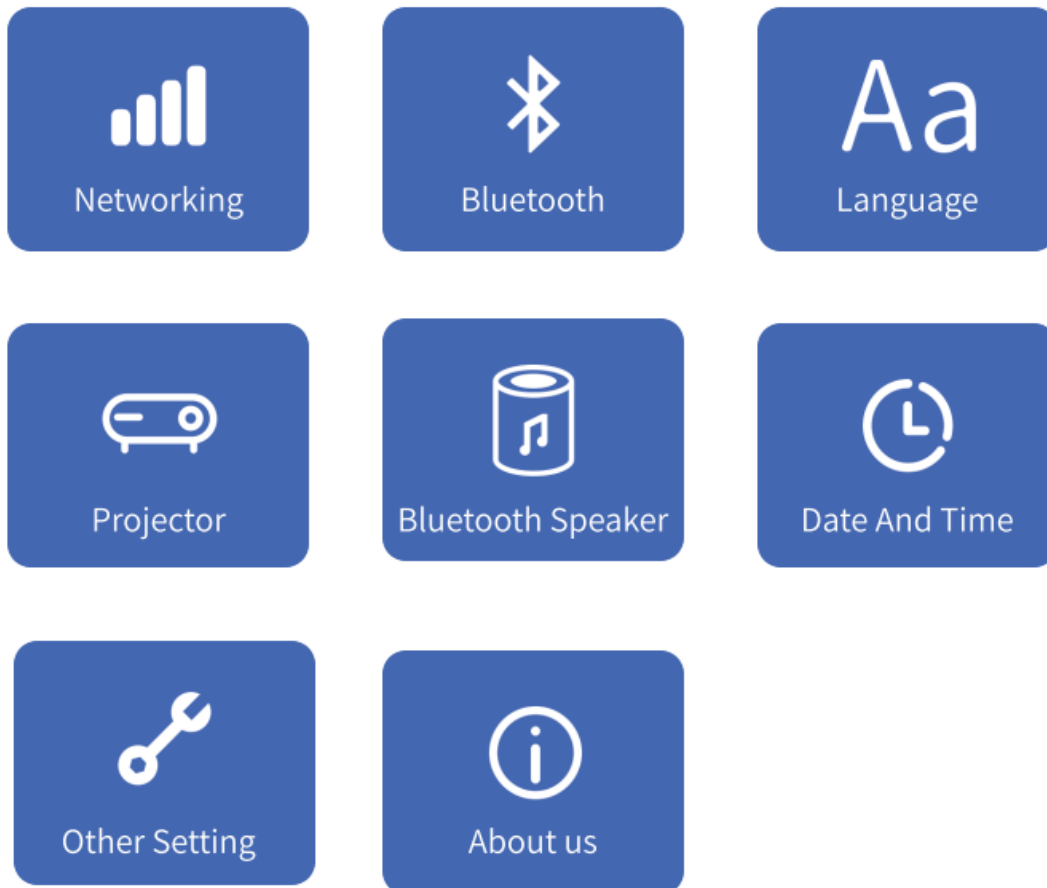 Networking
Bluetooth
Aa
Language
Projector
Bluetooth Speaker
Date And Time
Other Setting
About us